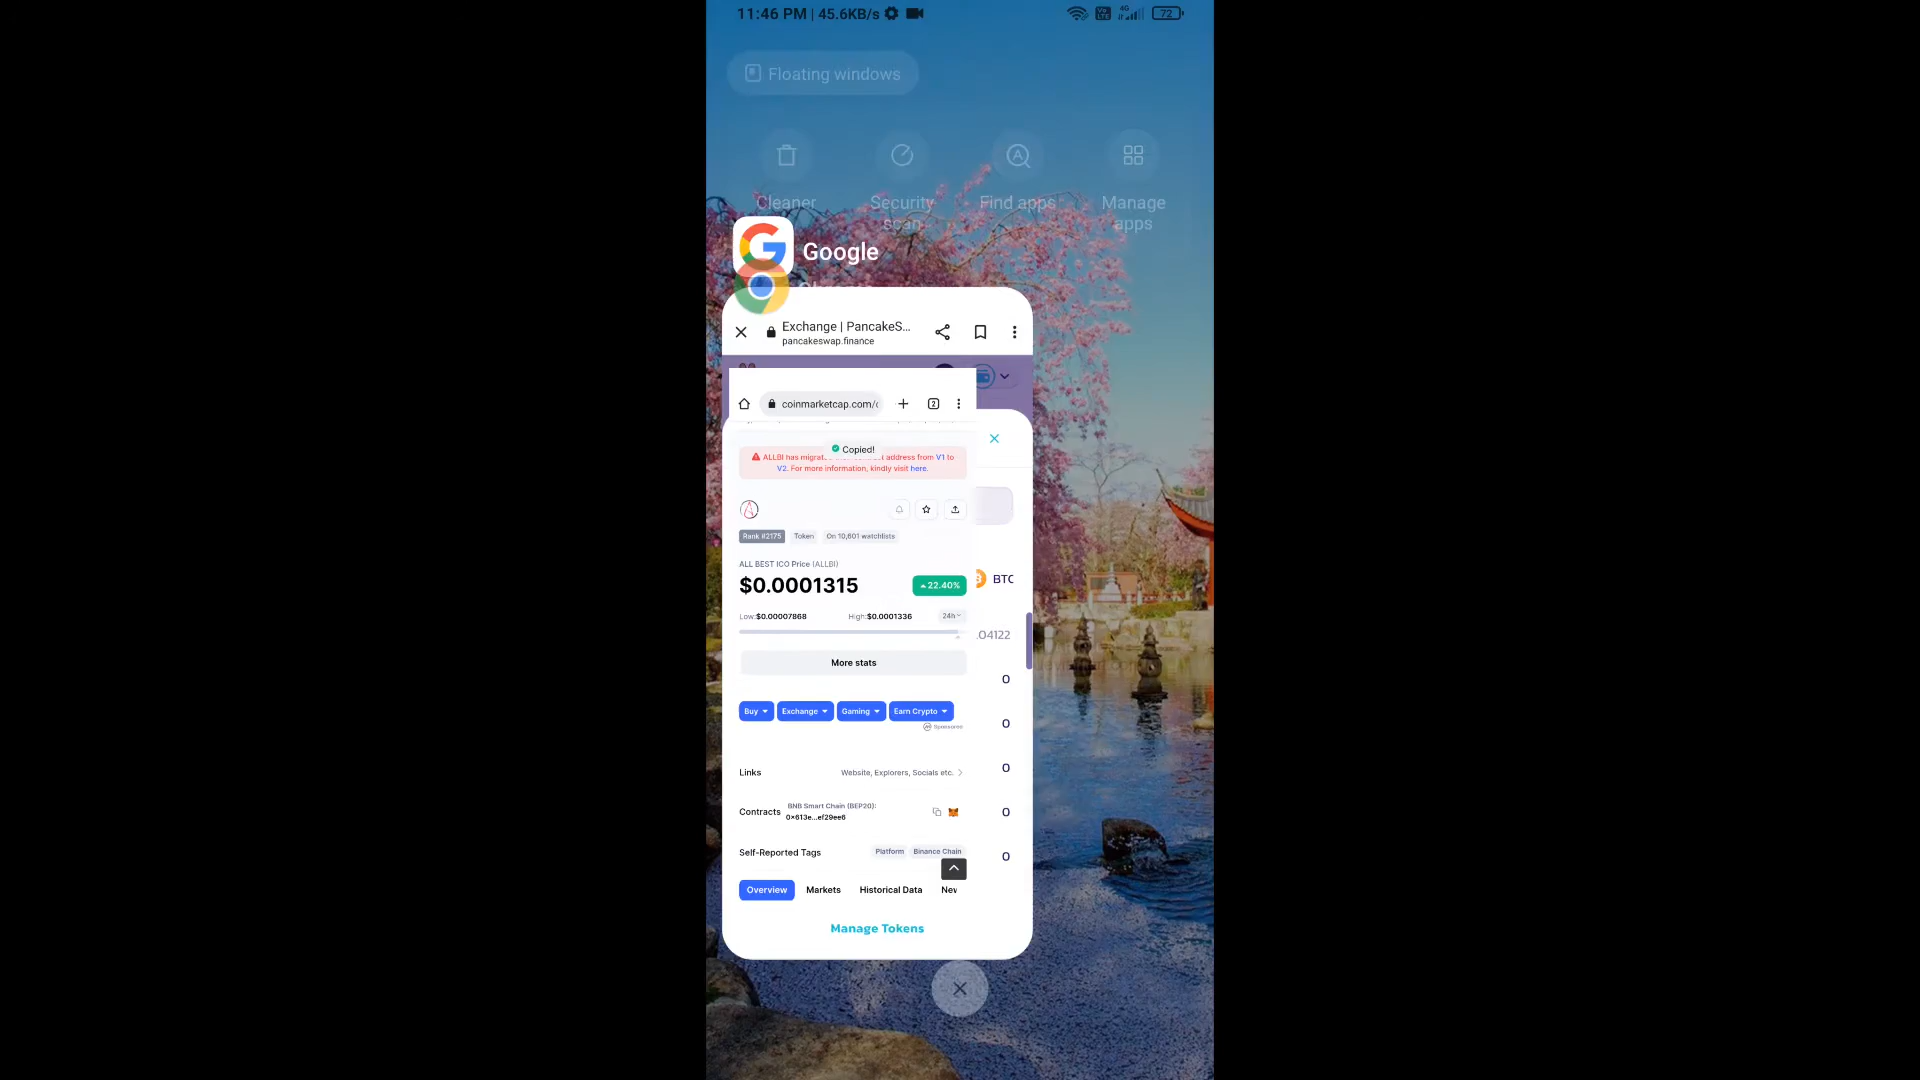 11:46 PM | 45.6KB/s
4G
72
Floating windows
Cleaner
Security scan
Find apps
Manage apps
Google
Chrome
Exchange | PancakeS...
pancakeswap.finance
coinmarketcap.com/
2
Copied!
ALLBI has migrat address from V1 to
V2. For more information, kindly visit here.
Rank #2175
Token
On 10,601 watchlists
ALL BEST ICO Price (ALLBI)
$0.0001315
22.40%
BTC
Low:$0.00007868
High:$0.0001336
24h
.04122
More stats
0
Buy
Exchange
Gaming
Earn Crypto
0
Sponsored
Links
Website, Explorers, Socials etc.
0
Contracts
BNB Smart Chain (BEP20):
0x613e...ef29ee6
0
Self-Reported Tags
Platform
Binance Chain
0
Overview
Markets
Historical Data
Manage Tokens